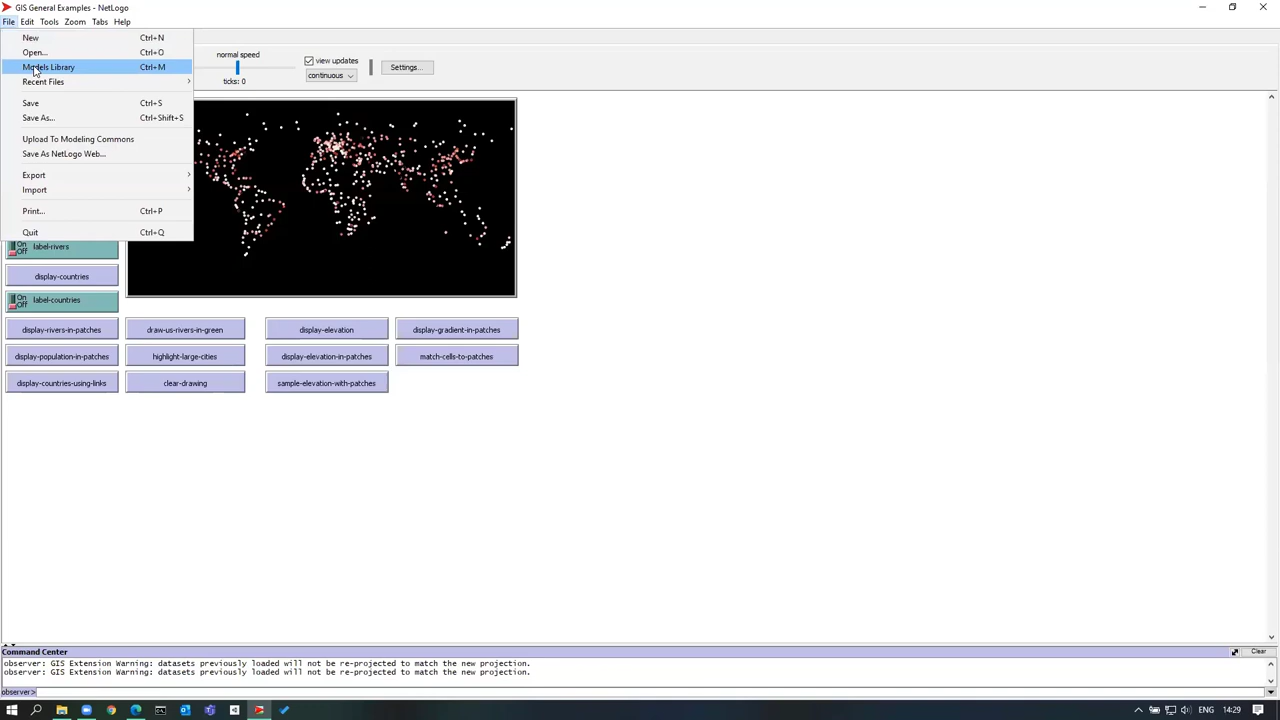 GIS General Examples - NetLogo
File Edit Tools Zoom Tabs Help
New Ctrl+N
Open... Ctrl+O
Models Library Ctrl+M
Recent Files
Save Ctrl+S
Save As... Ctrl+Shift+S
Upload To Modeling Commons
Save As NetLogo Web...
Export
Import
Print... Ctrl+P
Quit Ctrl+Q
normal speed
ticks: 0
view updates
continuous
Settings...
On
Off
label-rivers
display-countries
On
Off
label-countries
display-rivers-in-patches draw-us-rivers-in-green display-elevation display-gradient-in-patches
display-population-in-patches highlight-large-cities display-elevation-in-patches match-cells-to-patches
display-countries-using-links clear-drawing sample-elevation-with-patches
Command Center Clear
observer: GIS Extension Warning: datasets previously loaded will not be re-projected to match the new projection.
observer: GIS Extension Warning: datasets previously loaded will not be re-projected to match the new projection.
observer>
ENG 14:29